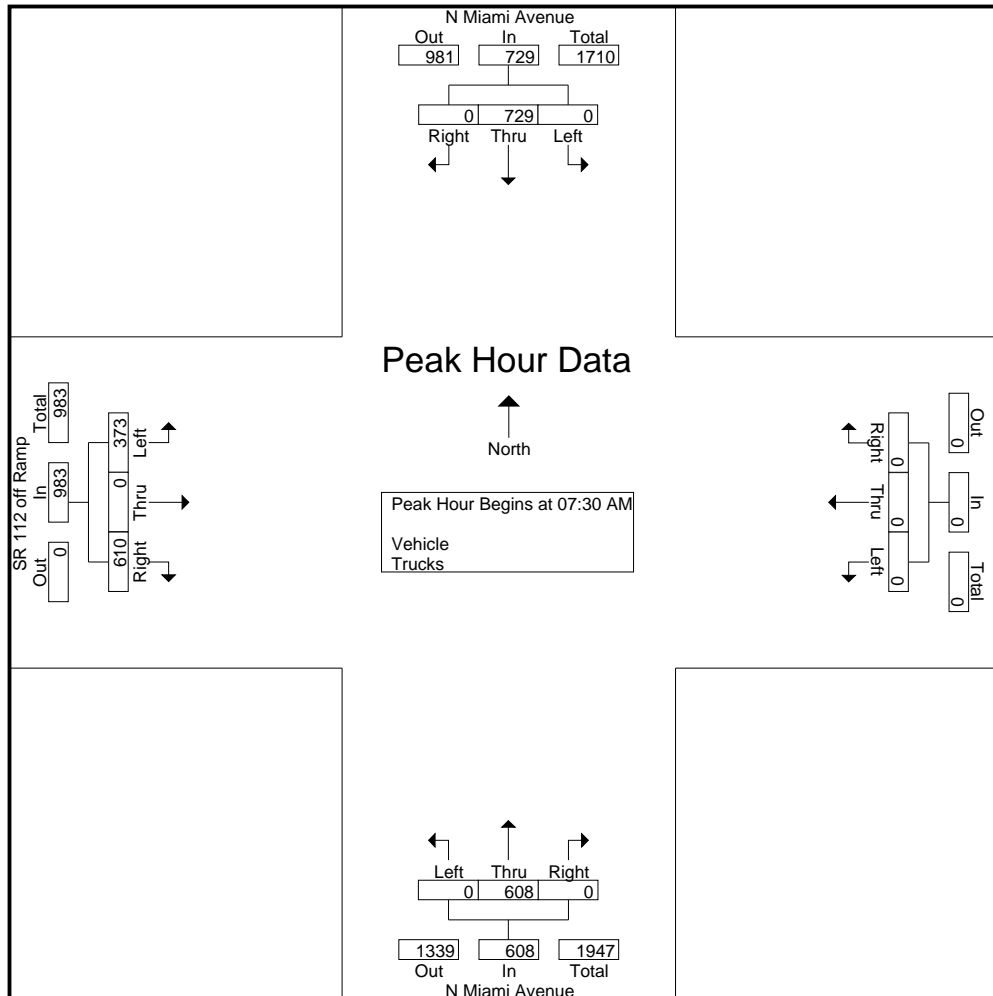 N Miami Avenue
Out In Total
981 729 1710
0 729 0
Right Thru Left
Peak Hour Data
North
Peak Hour Begins at 07:30 AM
Vehicle
Trucks
SR 112 off Ramp
Out In Total
0 983 983
610 0 373
Right Thru Left
Out In Total
0 0 0
Right Thru Left
0 0 0
Left Thru Right
0 608 0
1339 608 1947
Out In Total
N Miami Avenue